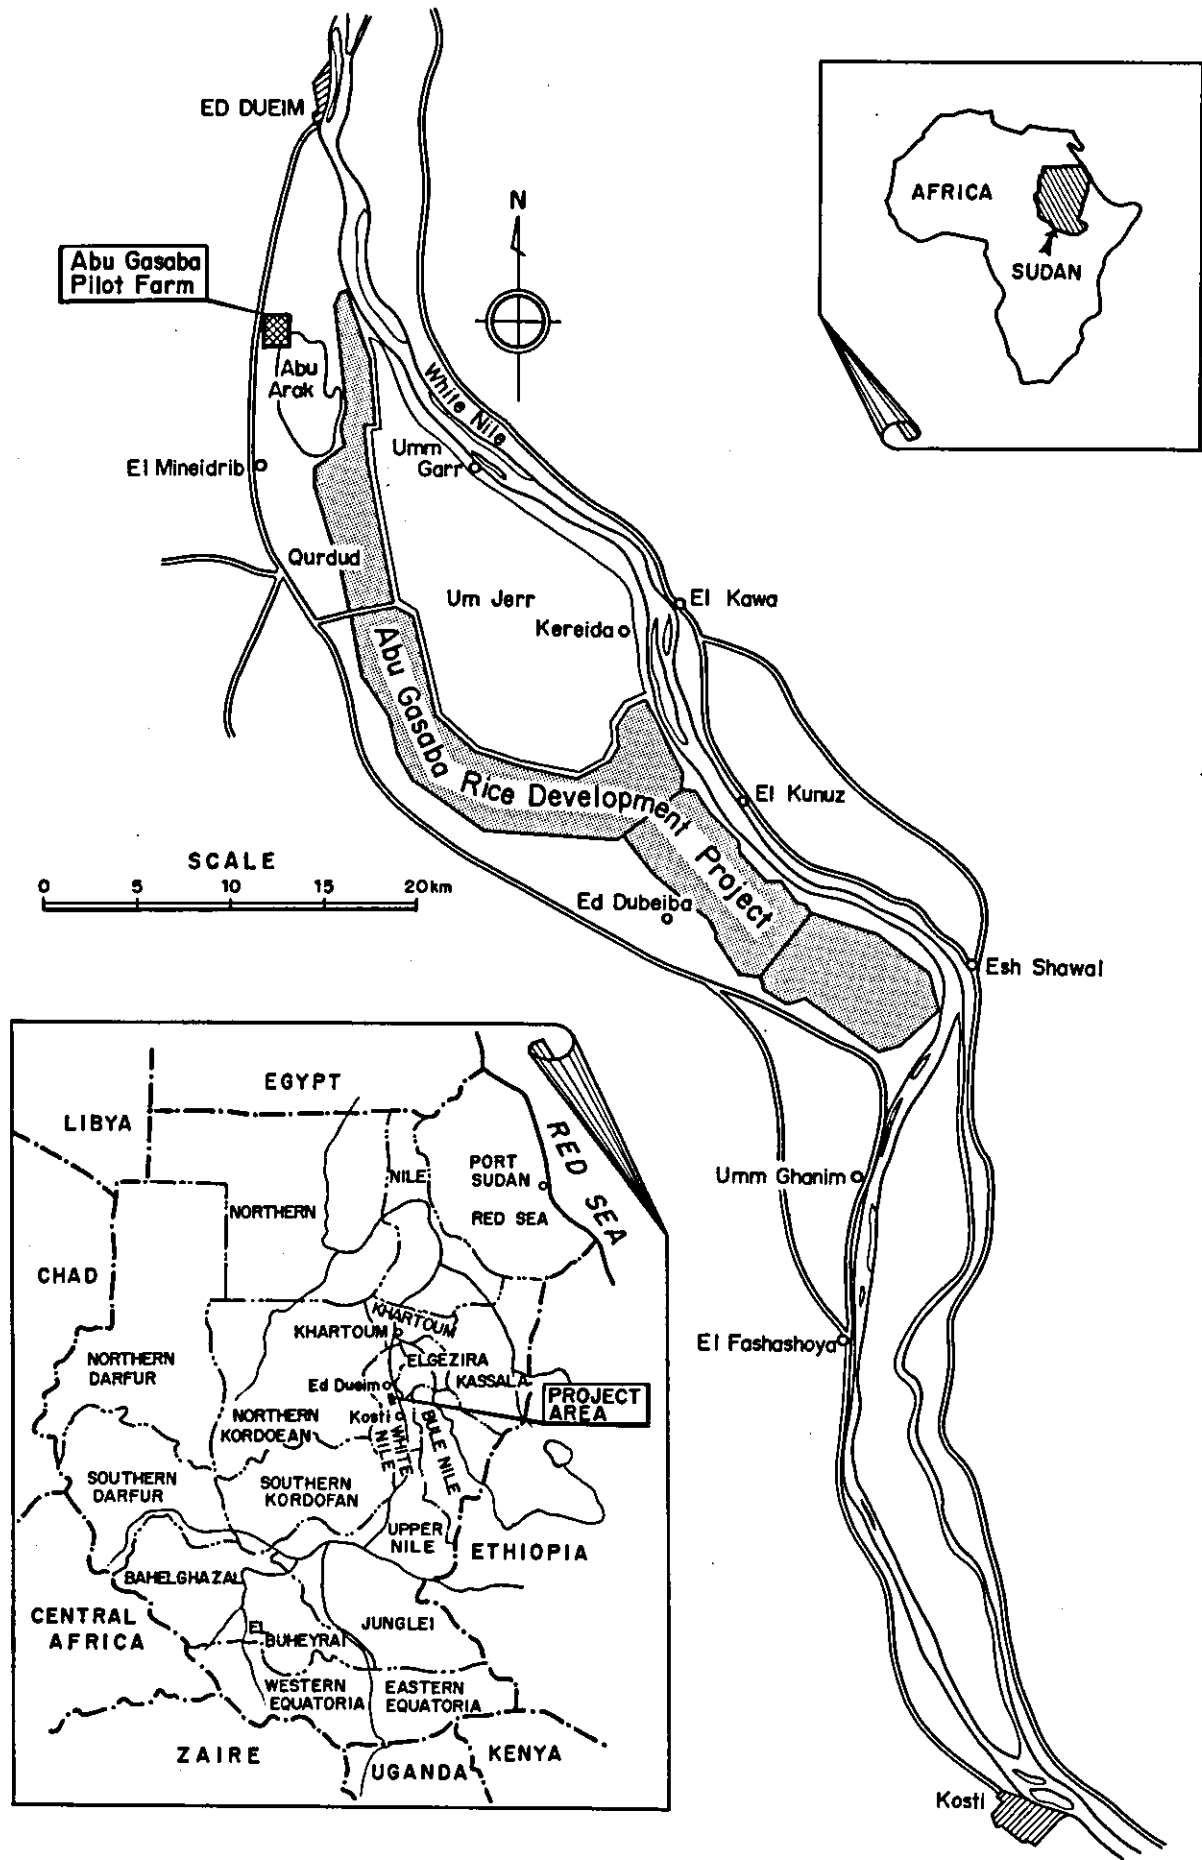 ED DUEIM
N
AFRICA
SUDAN
Abu Gasaba
Pilot Farm
Abu
Arak
White Nile
El Mineidrib
Umm
Garr
Qurdud
Um Jerr
El Kawa
Kereida
Abu Gasaba Rice Development Project
El Kunuz
SCALE
0 5 10 15 20km
Ed Dubeiba
Esh Shawal
Umm Ghanim
El Fashashoya
Kosti
EGYPT
LIBYA
RED SEA
PORT
SUDAN
NILE
NORTHERN
RED SEA
CHAD
KHARTOUM
KHARTOUM
ELGEZIRA
NORTHERN
DARFUR
KASSALA
Ed Dueim
PROJECT
AREA
Kosti
NORTHERN
KORDOEAN
WHITE
NILE
BULE NILE
SOUTHERN
DARFUR
SOUTHERN
KORDOFAN
UPPER
NILE
ETHIOPIA
BAHELGHAZAL
CENTRAL
AFRICA
EL
BUHEYRAI
JUNGLEI
WESTERN
EQUATORIA
EASTERN
EQUATORIA
ZAIRE
UGANDA
KENYA